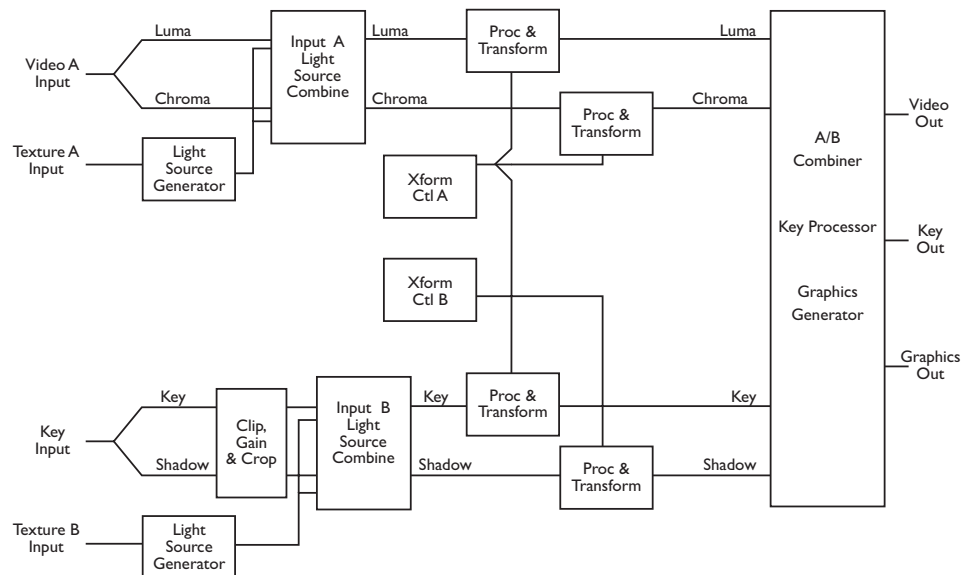 Luma
Video A
Input
Chroma
Texture A
Input
Light
Source
Generator
Input A
Light
Source
Combine
Luma
Chroma
Proc &
Transform
Proc &
Transform
Luma
Chroma
Xform
Ctl A
Xform
Ctl B
A/B
Combiner
Key Processor
Graphics
Generator
Video
Out
Key
Out
Graphics
Out
Key
Key
Input
Shadow
Clip,
Gain
& Crop
Input B
Light
Source
Combine
Key
Shadow
Proc &
Transform
Proc &
Transform
Key
Shadow
Texture B
Input
Light
Source
Generator